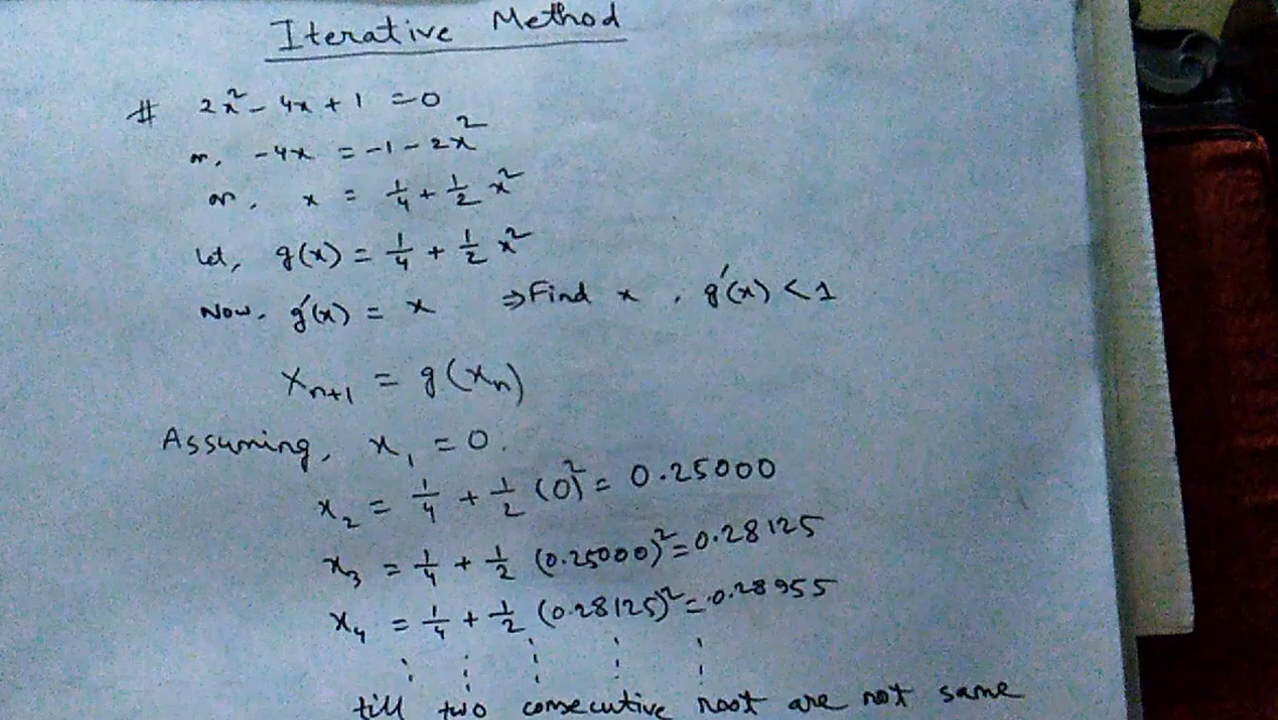 Iterative Method
# 2x² - 4x + 1 = 0
or, -4x = -1 - 2x²
or, x = 1/4 + 1/2 x²
Let, g(x) = 1/4 + 1/2 x²
Now, g'(x) = x ⇒ Find x, g'(x) < 1
xₙ₊₁ = g(xₙ)
Assuming, x₁ = 0.
x₂ = 1/4 + 1/2 (0)² = 0.25000
x₃ = 1/4 + 1/2 (0.25000)² = 0.28125
x₄ = 1/4 + 1/2 (0.28125)² = 0.28955
till two consecutive root are not same